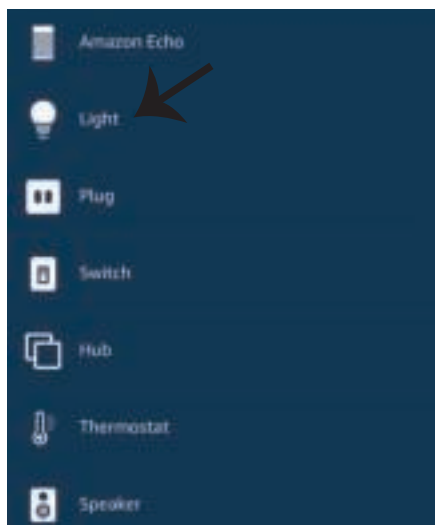 Amazon Echo
Light
Plug
Switch
Hub
Thermostat
Speaker